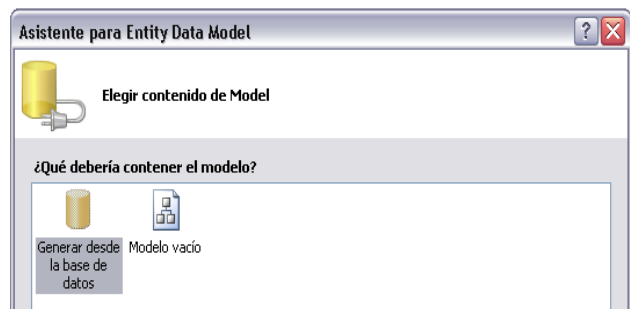 Asistente para Entity Data Model
Elegir contenido de Model
¿Qué debería contener el modelo?
Generar desde
la base de
datos
Modelo vacío